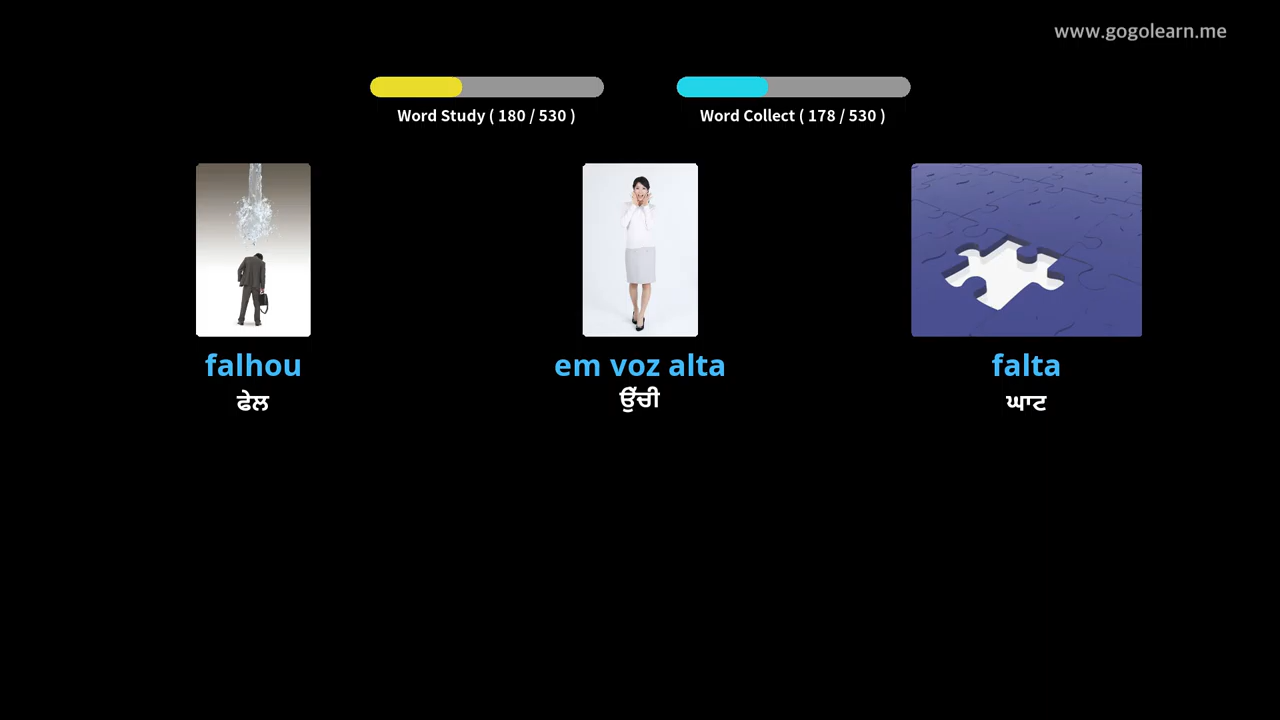 www.gogolearn.me
Word Study ( 180 / 530 )
Word Collect ( 178 / 530 )
falhou
ਫੇਲ
em voz alta
ਉੱਚੀ
falta
ਘਾਟ